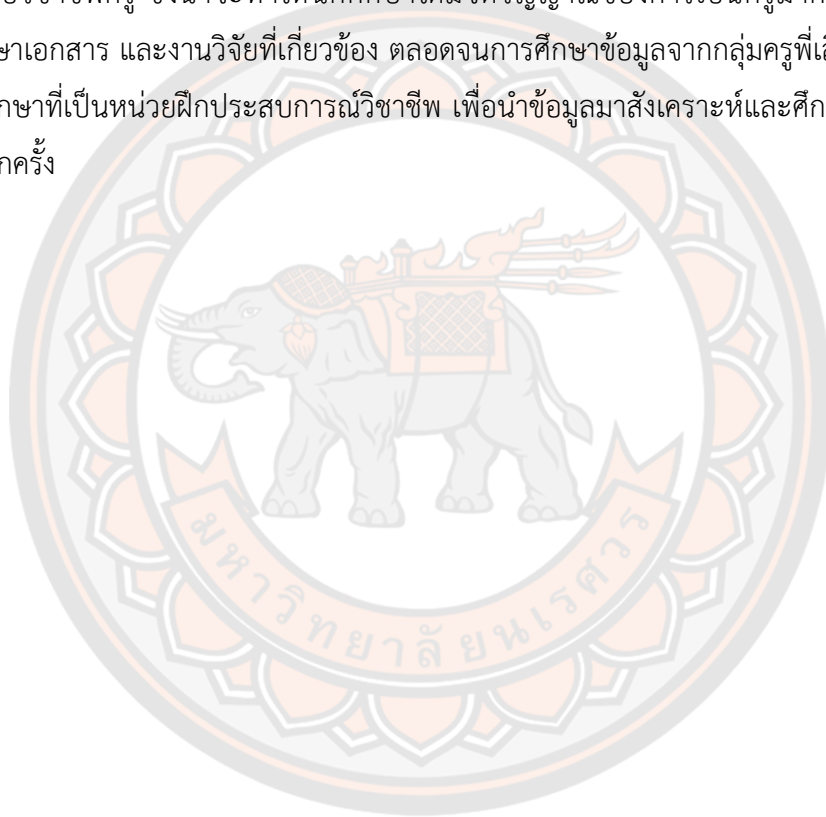 ษาเอกสาร และงานวิจัยที่เกี่ยวข้อง ตลอดจนการศึกษาข้อมูลจากกลุ่มครูพี่เลี
กษาที่เป็นหน่วยฝึกประสบการณ์วิชาชีพ เพื่อนำข้อมูลมาสังเคราะห์และศึก
กครั้ง
มหาวิทยาลัยนเรศวร